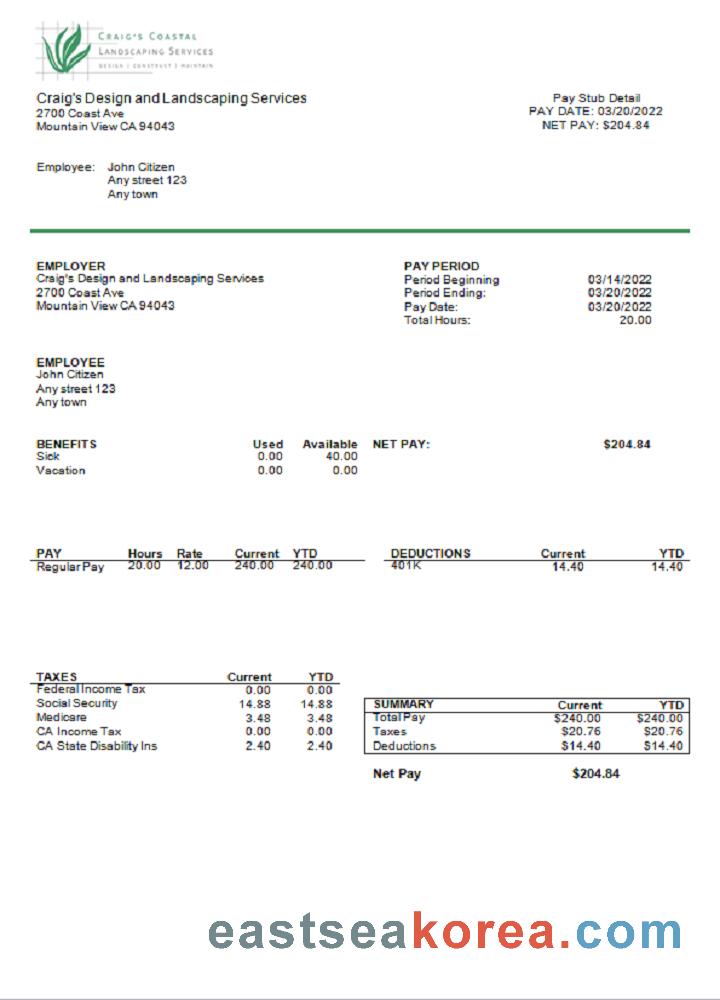 CRAIG'S COASTAL
LANDSCAPING SERVICES
DESIGN | CONSTRUCT | MAINTAIN
Craig's Design and Landscaping Services
2700 Coast Ave
Mountain View CA 94043
Pay Stub Detail
PAY DATE: 03/20/2022
NET PAY: $204.84
Employee: John Citizen
Any street 123
Any town
EMPLOYER
Craig's Design and Landscaping Services
2700 Coast Ave
Mountain View CA 94043
PAY PERIOD
Period Beginning 03/14/2022
Period Ending: 03/20/2022
Pay Date: 03/20/2022
Total Hours: 20.00
EMPLOYEE
John Citizen
Any street 123
Any town
BENEFITS Used Available
Sick 0.00 40.00
Vacation 0.00 0.00
NET PAY: $204.84
PAY Hours Rate Current YTD
Regular Pay 20.00 12.00 240.00 240.00
DEDUCTIONS Current YTD
401K 14.40 14.40
TAXES Current YTD
Federal Income Tax 0.00 0.00
Social Security 14.88 14.88
Medicare 3.48 3.48
CA Income Tax 0.00 0.00
CA State Disability Ins 2.40 2.40
SUMMARY Current YTD
Total Pay $240.00 $240.00
Taxes $20.76 $20.76
Deductions $14.40 $14.40
Net Pay $204.84
eastseakorea.com